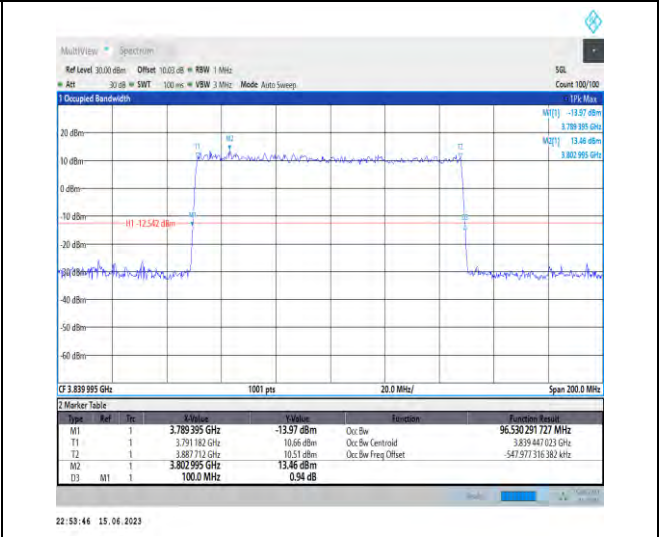 MultiView Spectrum
Ref Level 30.00 dBm Offset 10.03 dB RBW 1 MHz SGL
Att 30 dB SWT 100 ms VBW 3 MHz Mode Auto Sweep Count 100/100
1 Occupied Bandwidth 1Pk Max
M1[1] -13.97 dBm
3.789 395 GHz
20 dBm
M2[1] 13.46 dBm
3.802 995 GHz
T1 M2 T2
10 dBm
0 dBm
-10 dBm
M1
H1 -12.542 dBm
-20 dBm
-30 dBm
-40 dBm
-50 dBm
-60 dBm
CF 3.839 995 GHz 1001 pts 20.0 MHz/ Span 200.0 MHz
2 Marker Table
Type Ref Trc X-Value Y-Value Function Function Result
M1 1 3.789 395 GHz -13.97 dBm Occ Bw 96.530 291 727 MHz
T1 1 3.791 182 GHz 10.66 dBm Occ Bw Centroid 3.839 447 023 GHz
T2 1 3.887 712 GHz 10.51 dBm Occ Bw Freq Offset -547.977 316 382 kHz
M2 1 3.802 995 GHz 13.46 dBm
D3 M1 1 100.0 MHz 0.94 dB
22:53:46 15.06.2023